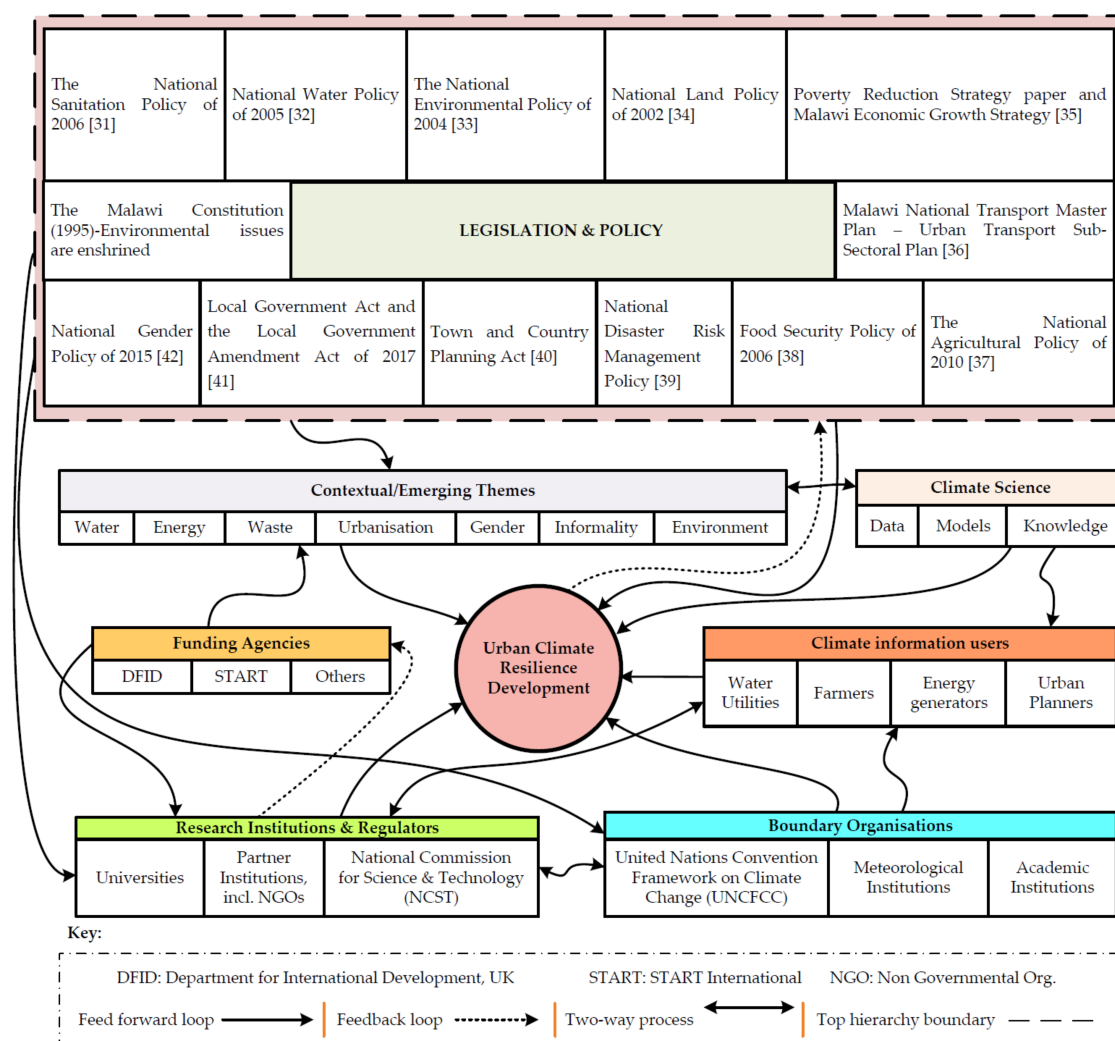 The National
Sanitation Policy of
2006 [31]
National Water Policy
of 2005 [32]
The National
Environmental Policy of
2004 [33]
National Land Policy
of 2002 [34]
Poverty Reduction Strategy paper and
Malawi Economic Growth Strategy [35]
The Malawi Constitution
(1995)-Environmental issues
are enshrined
LEGISLATION & POLICY
Malawi National Transport Master
Plan – Urban Transport Sub-
Sectoral Plan [36]
National Gender
Policy of 2015 [42]
Local Government Act and
the Local Government
Amendment Act of 2017
[41]
Town and Country
Planning Act [40]
National
Disaster Risk
Management
Policy [39]
Food Security Policy of
2006 [38]
The National
Agricultural Policy of
2010 [37]
Contextual/Emerging Themes
Water Energy Waste Urbanisation Gender Informality Environment
Climate Science
Data Models Knowledge
Funding Agencies
DFID START Others
Urban Climate
Resilience
Development
Climate information users
Water
Utilities
Farmers
Energy
generators
Urban
Planners
Research Institutions & Regulators
Universities
Partner
Institutions,
incl. NGOs
National Commission
for Science & Technology
(NCST)
Boundary Organisations
United Nations Convention
Framework on Climate
Change (UNCFCC)
Meteorological
Institutions
Academic
Institutions
Key:
DFID: Department for International Development, UK START: START International NGO: Non Governmental Org.
Feed forward loop Feedback loop Two-way process Top hierarchy boundary